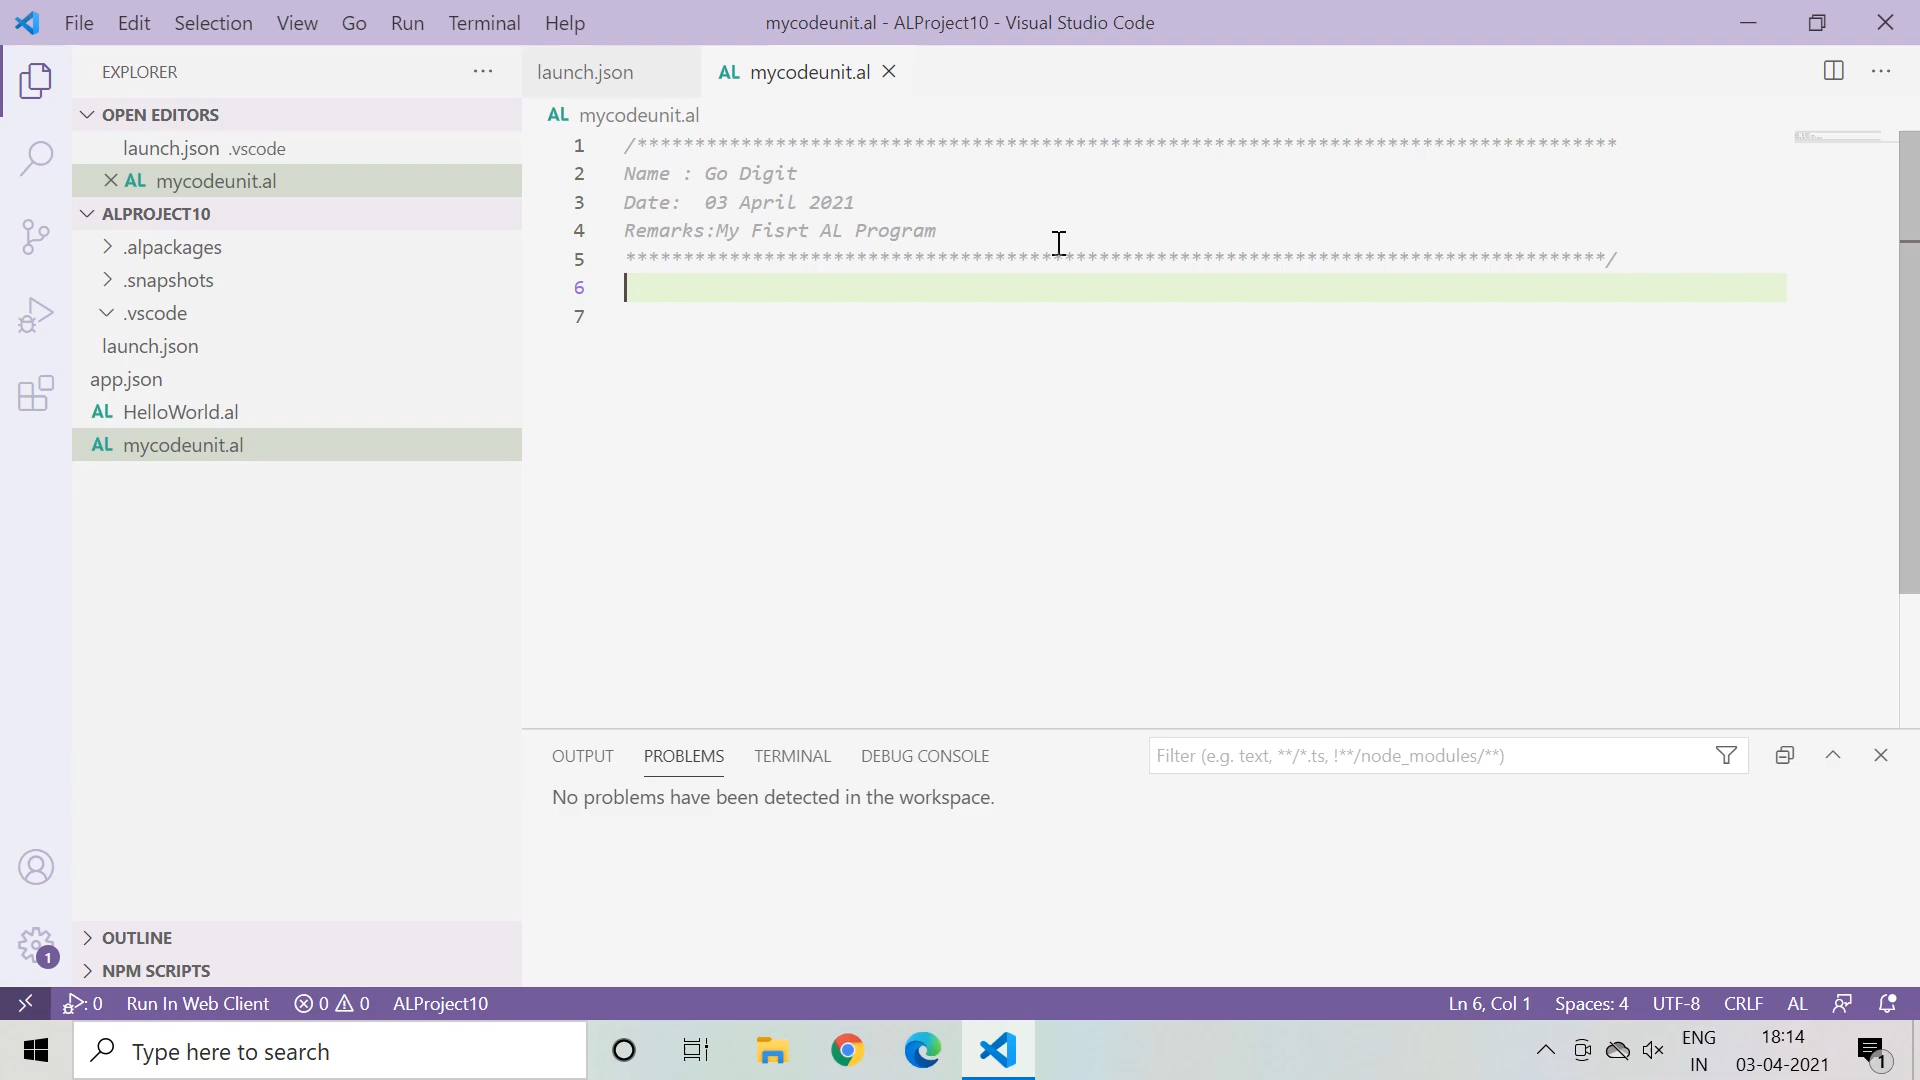 File Edit Selection View Go Run Terminal Help
mycodeunit.al - ALProject10 - Visual Studio Code
EXPLORER
OPEN EDITORS
launch.json .vscode
AL mycodeunit.al
ALPROJECT10
.alpackages
.snapshots
.vscode
launch.json
app.json
AL HelloWorld.al
AL mycodeunit.al
OUTLINE
NPM SCRIPTS
launch.json
AL mycodeunit.al
AL mycodeunit.al
1 /*************************************************************************************
2 Name : Go Digit
3 Date:  03 April 2021
4 Remarks:My Fisrt AL Program
5 *************************************************************************************/
6
7
OUTPUT PROBLEMS TERMINAL DEBUG CONSOLE
Filter (e.g. text, **/*.ts, !**/node_modules/**)
No problems have been detected in the workspace.
1
: 0 Run In Web Client 0 0 ALProject10
Ln 6, Col 1 Spaces: 4 UTF-8 CRLF AL
Type here to search
ENG
IN
18:14
03-04-2021
1